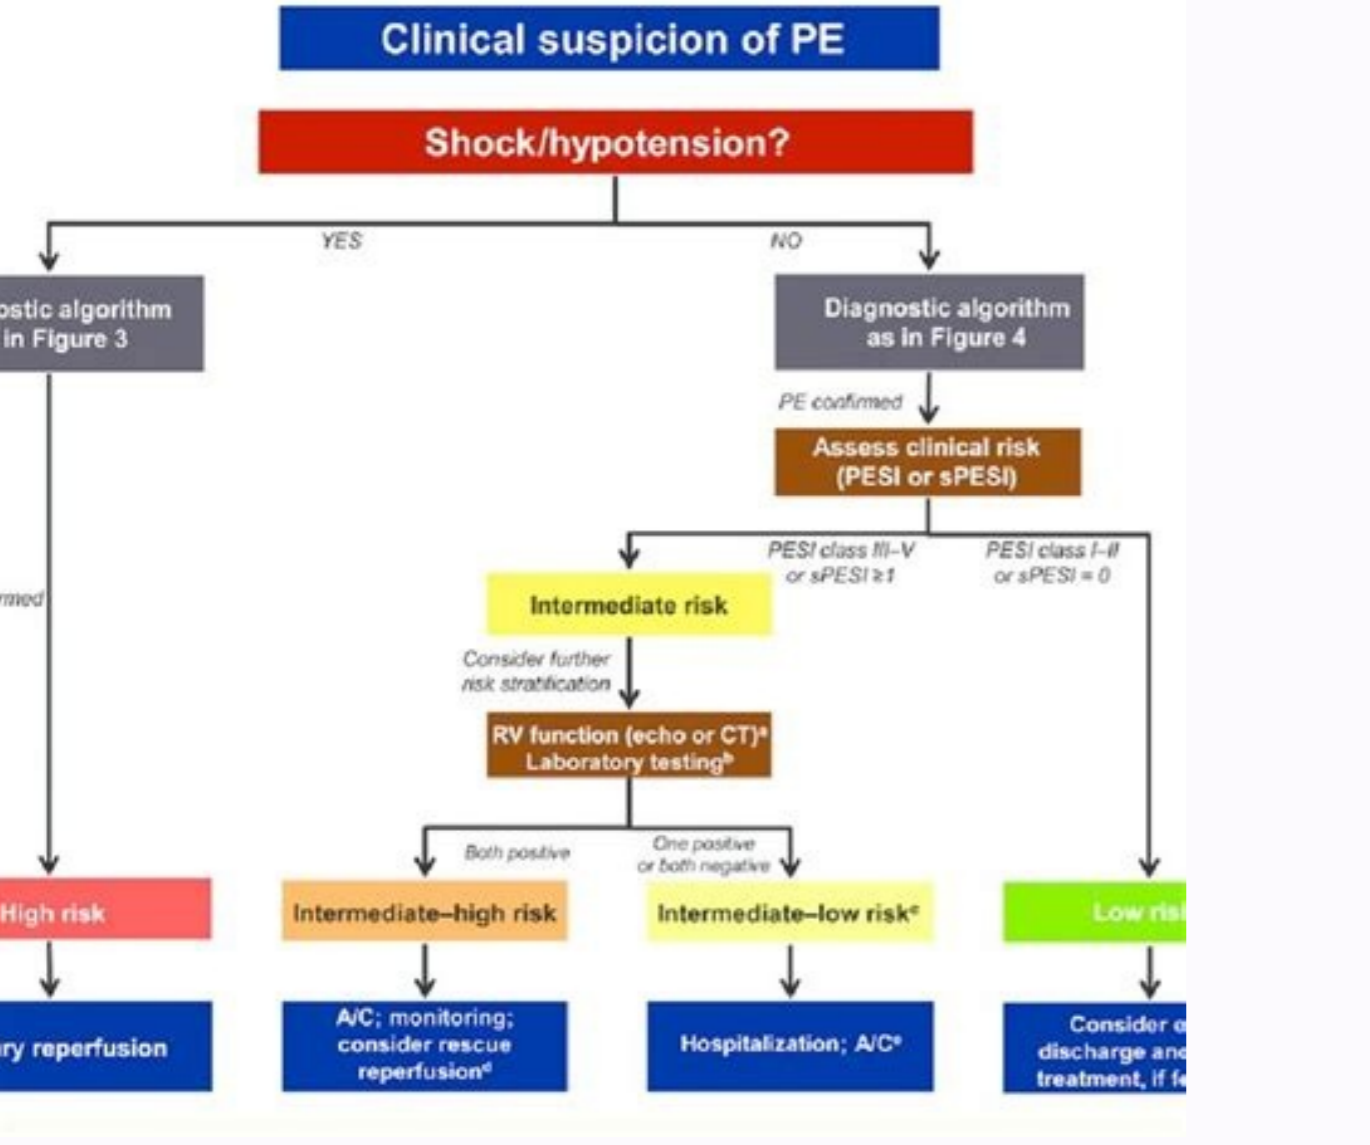 Clinical suspicion of PE
Shock/hypotension?
YES
NO
ostic algorithm
in Figure 3
Diagnostic algorithm
as in Figure 4
PE confirmed
Assess clinical risk
(PESI or sPESI)
PESI class III–V
or sPESI ≥1
PESI class I–II
or sPESI = 0
rmed
Intermediate risk
Consider further
risk stratification
RV function (echo or CT)ᵃ
Laboratory testingᵇ
Both positive
One positive
or both negative
High risk
Intermediate–high risk
Intermediate–low riskᶜ
Low ris
ry reperfusion
A/C; monitoring;
consider rescue
reperfusionᵈ
Hospitalization; A/Cᵉ
Consider
discharge an
treatment, if f